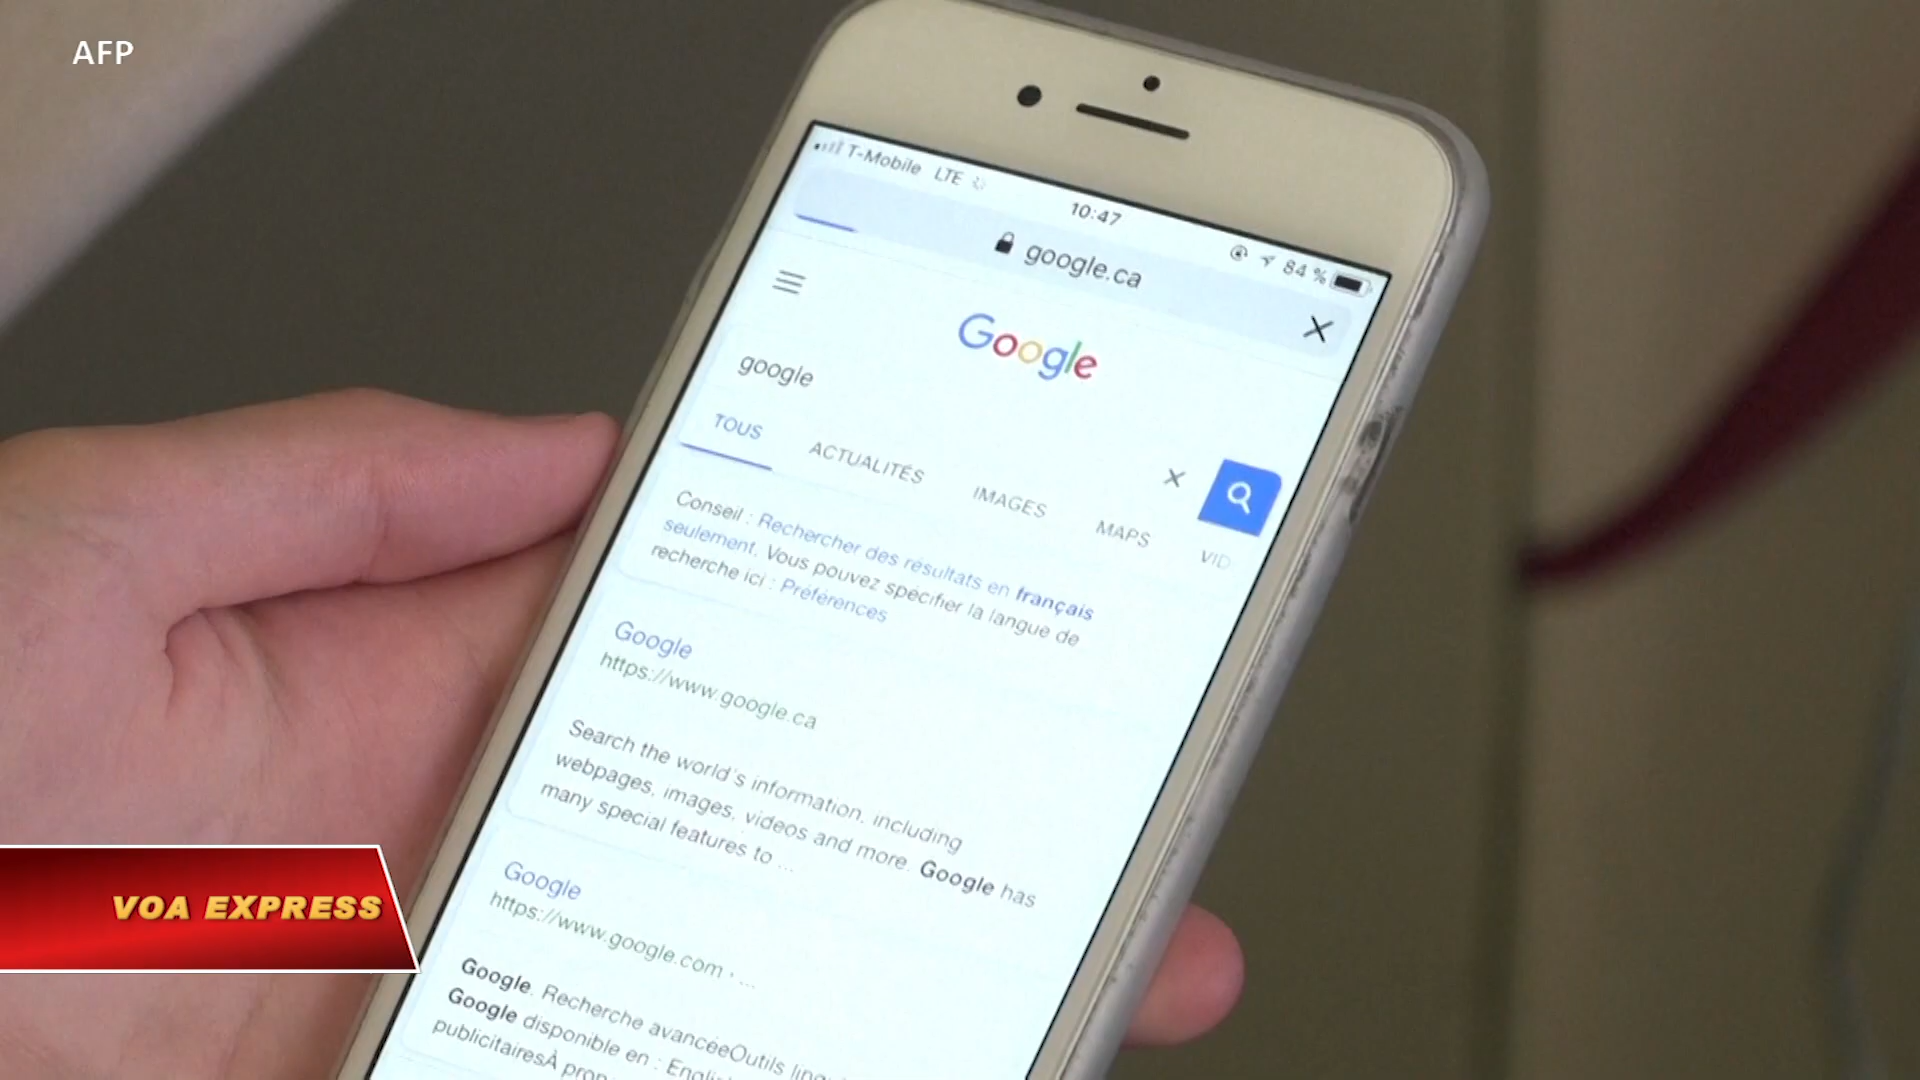 AFP
T-Mobile LTE
10:47
84 %
google.ca
Google
google
TOUS ACTUALITÉS IMAGES MAPS VID
Conseil : Rechercher des résultats en français
seulement. Vous pouvez spécifier la langue de
recherche ici : Préférences
Google
https://www.google.ca
Search the world's information, including
webpages, images, videos and more. Google has
many special features to ...
Google
https://www.google.com › ...
Google. Recherche avancéeOutils
Google disponible en : English
publicitairesÀ
VOA EXPRESS